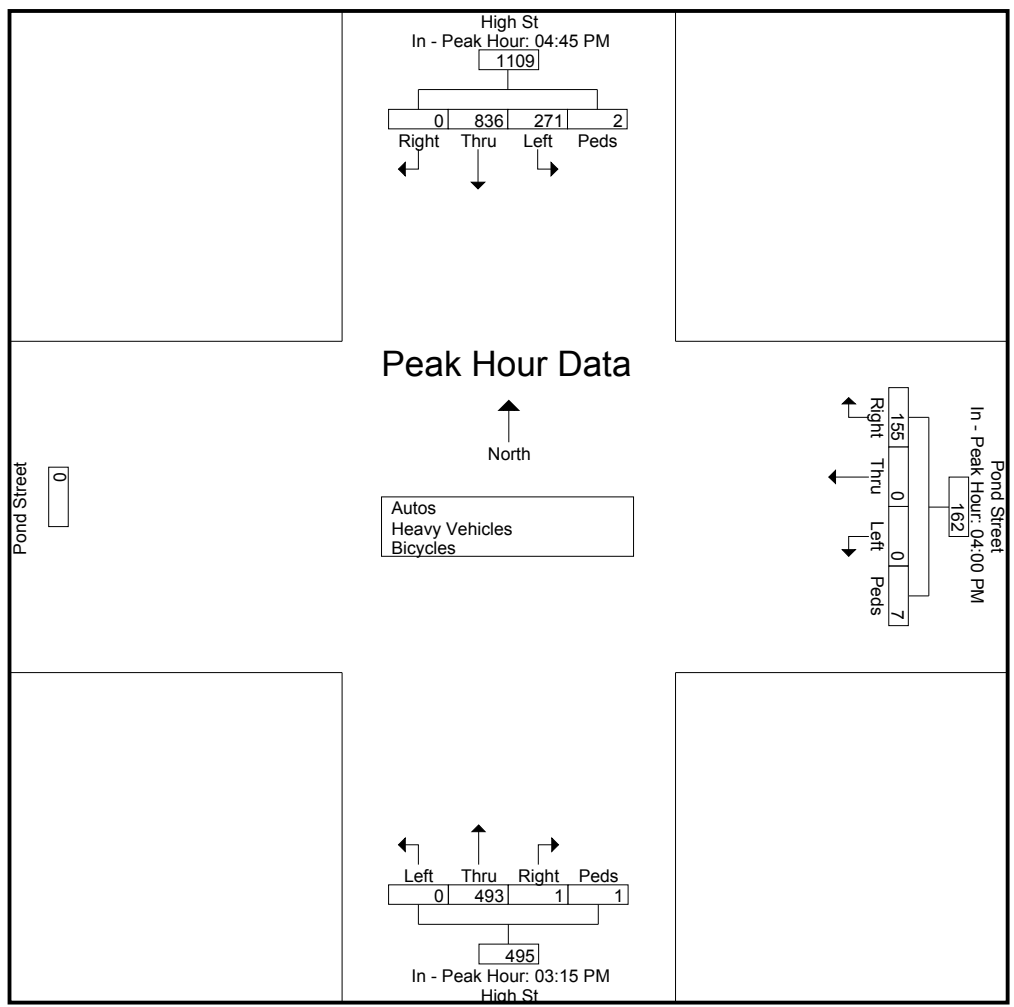 High St
In - Peak Hour: 04:45 PM
1109
0 836 271 2
Right Thru Left Peds
Peak Hour Data
North
Autos
Heavy Vehicles
Bicycles
Pond Street
0
Right Thru Left Peds
155 0 0 7
162
In - Peak Hour: 04:00 PM
Pond Street
Left Thru Right Peds
0 493 1 1
495
In - Peak Hour: 03:15 PM
High St